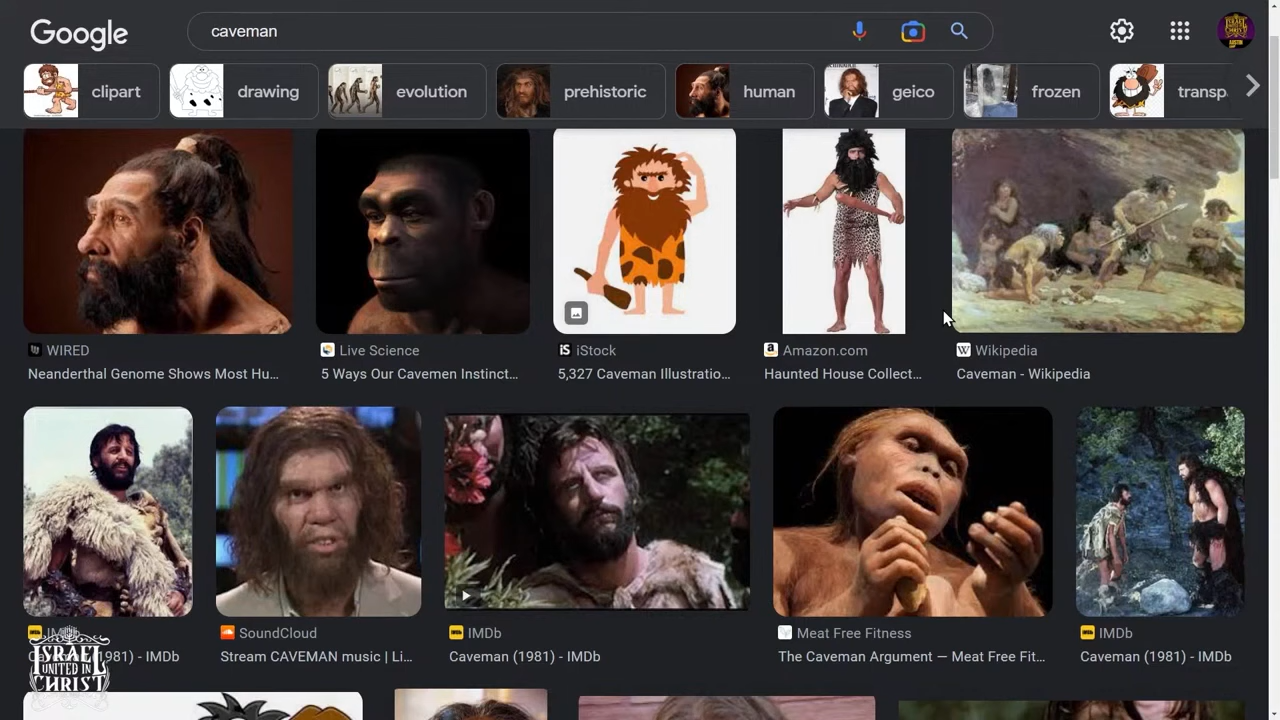 Google
caveman
clipart
drawing
evolution
prehistoric
human
geico
frozen
transp
WIRED
Neanderthal Genome Shows Most Hu...
Live Science
5 Ways Our Cavemen Instinct...
iStock
5,327 Caveman Illustratio...
Amazon.com
Haunted House Collect...
Wikipedia
Caveman - Wikipedia
IMDb
1981) - IMDb
SoundCloud
Stream CAVEMAN music | Li...
IMDb
Caveman (1981) - IMDb
Meat Free Fitness
The Caveman Argument — Meat Free Fit...
IMDb
Caveman (1981) - IMDb
ISRAEL
UNITED IN
CHRIST